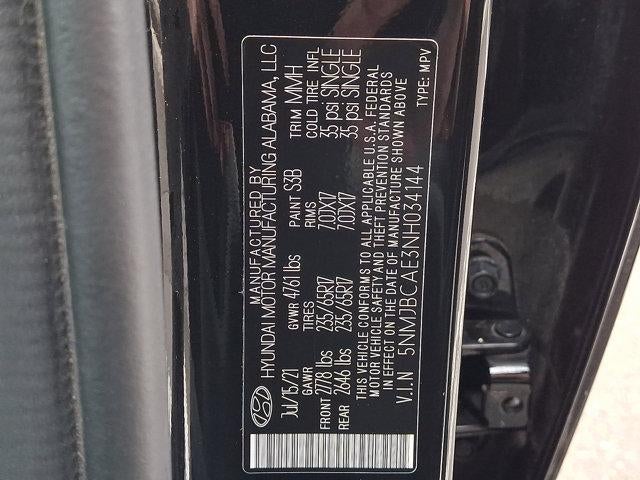 MANUFACTURED BY
HYUNDAI MOTOR MANUFACTURING ALABAMA, LLC
Jul/15/21 GVWR 4761 lbs PAINT S3B TRIM MMH
GAWR TIRES RIMS COLD TIRE INFL
FRONT 2778 lbs 235/65R17 7.0JX17 35 psi SINGLE
REAR 2646 lbs 235/65R17 7.0JX17 35 psi SINGLE
THIS VEHICLE CONFORMS TO ALL APPLICABLE U.S.A. FEDERAL
MOTOR VEHICLE SAFETY AND THEFT PREVENTION STANDARDS
IN EFFECT ON THE DATE OF MANUFACTURE SHOWN ABOVE
V.I.N 5NMJBCAE3NH034144 TYPE: MPV